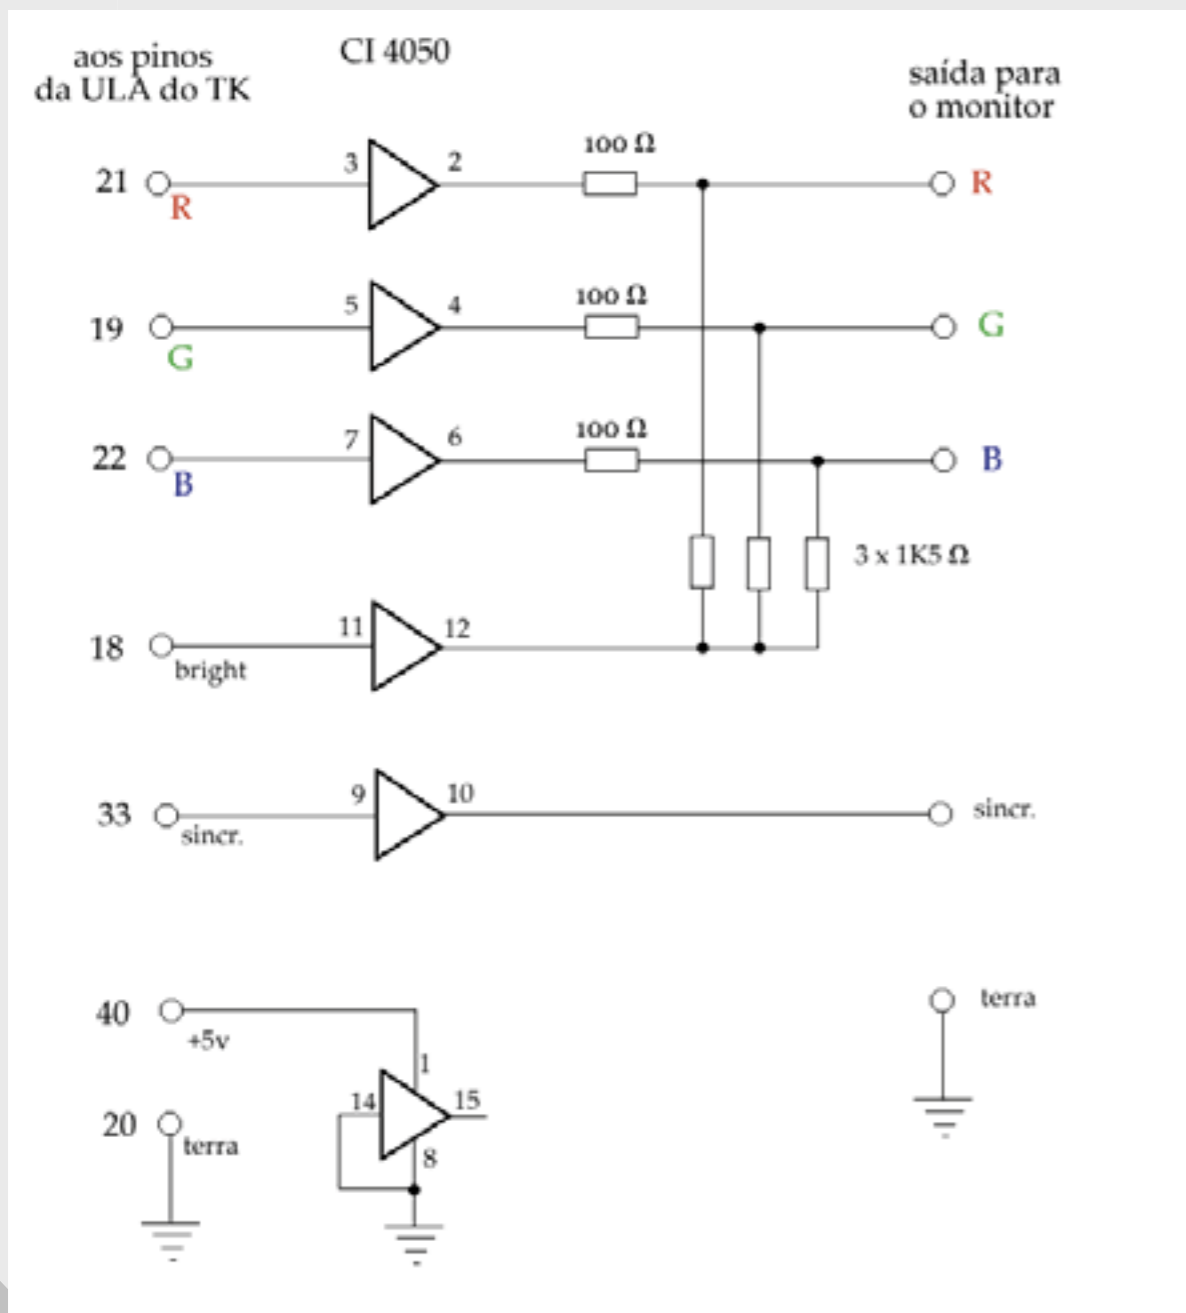 aos pinos
da ULA do TK
CI 4050
saída para
o monitor
100 Ω
21
R
3
2
R
100 Ω
19
G
5
4
G
100 Ω
22
B
7
6
B
3 x 1K5 Ω
18
bright
11
12
33
sincr.
9
10
sincr.
40
+5v
terra
1
14
15
20
terra
8